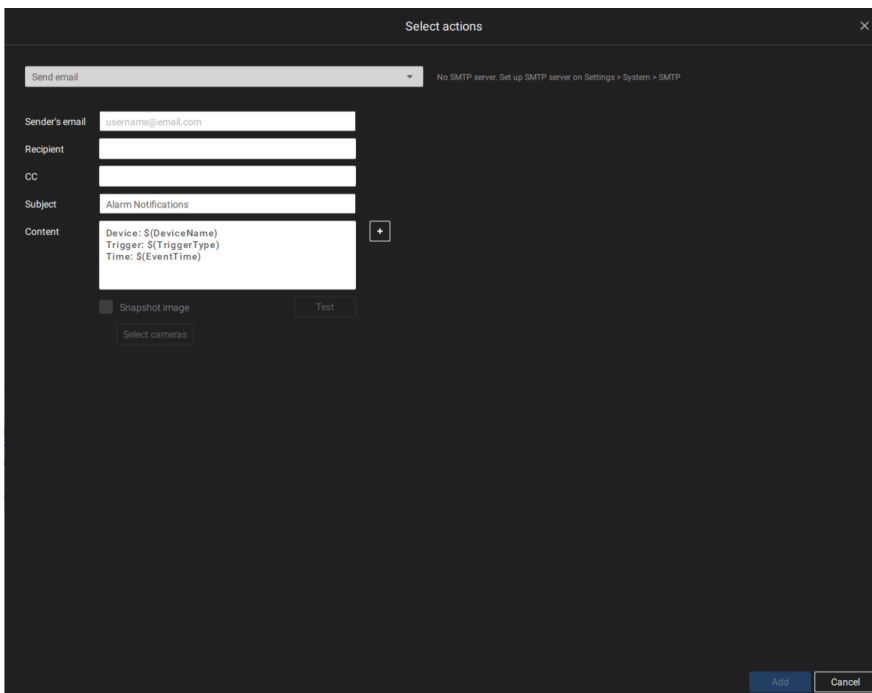 Select actions
Send email
No SMTP server. Set up SMTP server on Settings > System > SMTP
Sender's email
username@email.com
Recipient
CC
Subject
Alarm Notifications
Content
Device: $(DeviceName)
Trigger: $(TriggerType)
Time: $(EventTime)
+
Snapshot image
Test
Select cameras
Add
Cancel